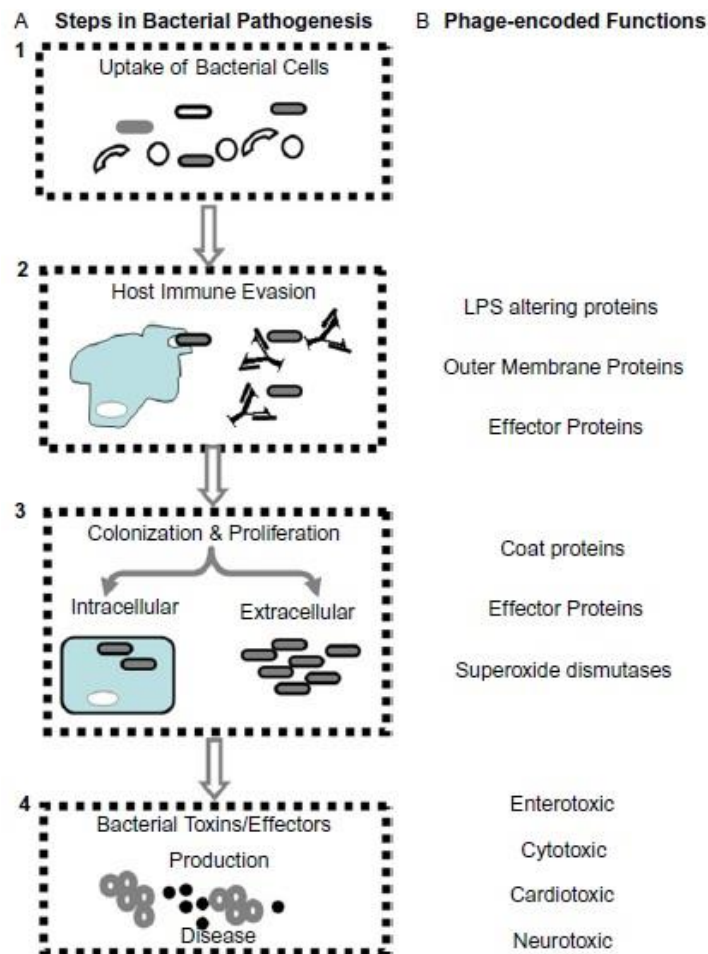 A Steps in Bacterial Pathogenesis
B Phage-encoded Functions
1
Uptake of Bacterial Cells
2
Host Immune Evasion
LPS altering proteins
Outer Membrane Proteins
Effector Proteins
3
Colonization & Proliferation
Intracellular
Extracellular
Coat proteins
Effector Proteins
Superoxide dismutases
4
Bacterial Toxins/Effectors
Production
Disease
Enterotoxic
Cytotoxic
Cardiotoxic
Neurotoxic